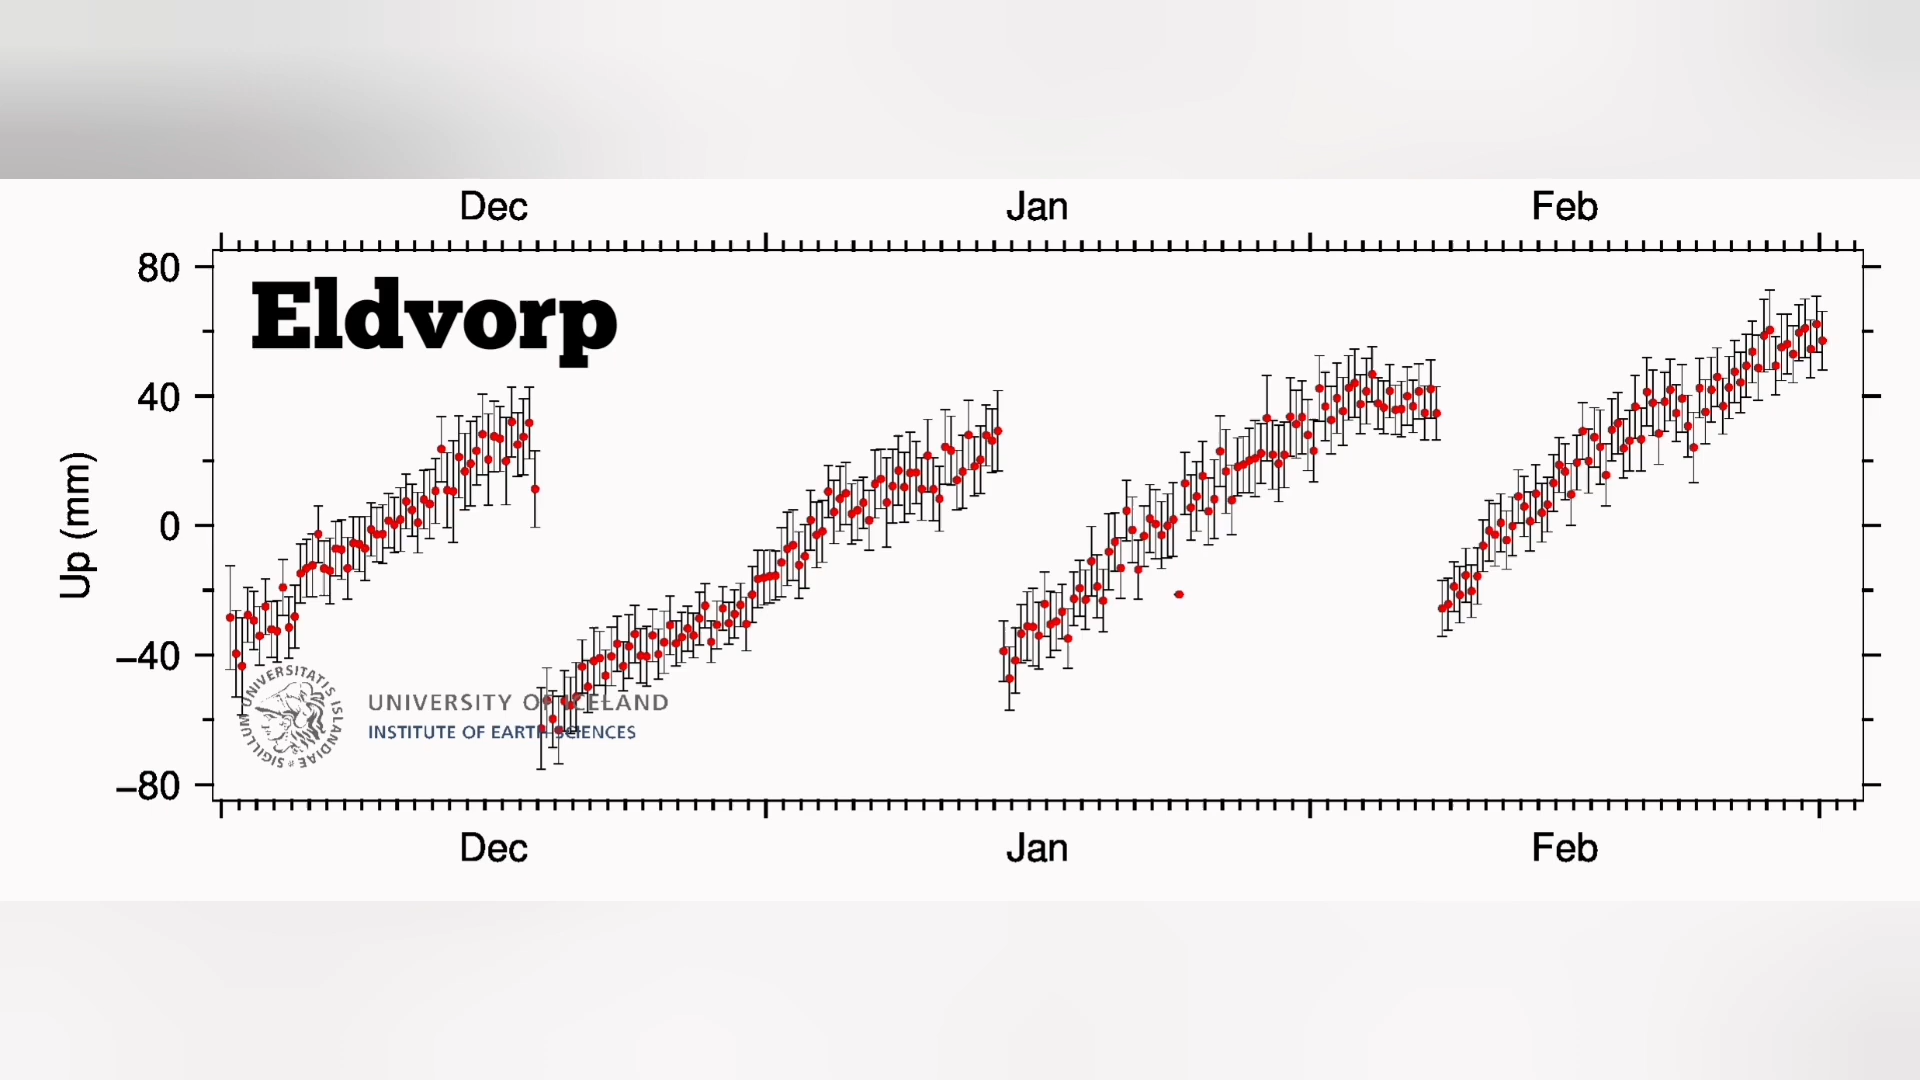 Dec Jan Feb
80
Eldvorp
40
0
Up (mm)
–40
UNIVERSITATIS ISLANDIAE * SIGILLUM
UNIVERSITY OF ICELAND
INSTITUTE OF EARTH SCIENCES
–80
Dec Jan Feb